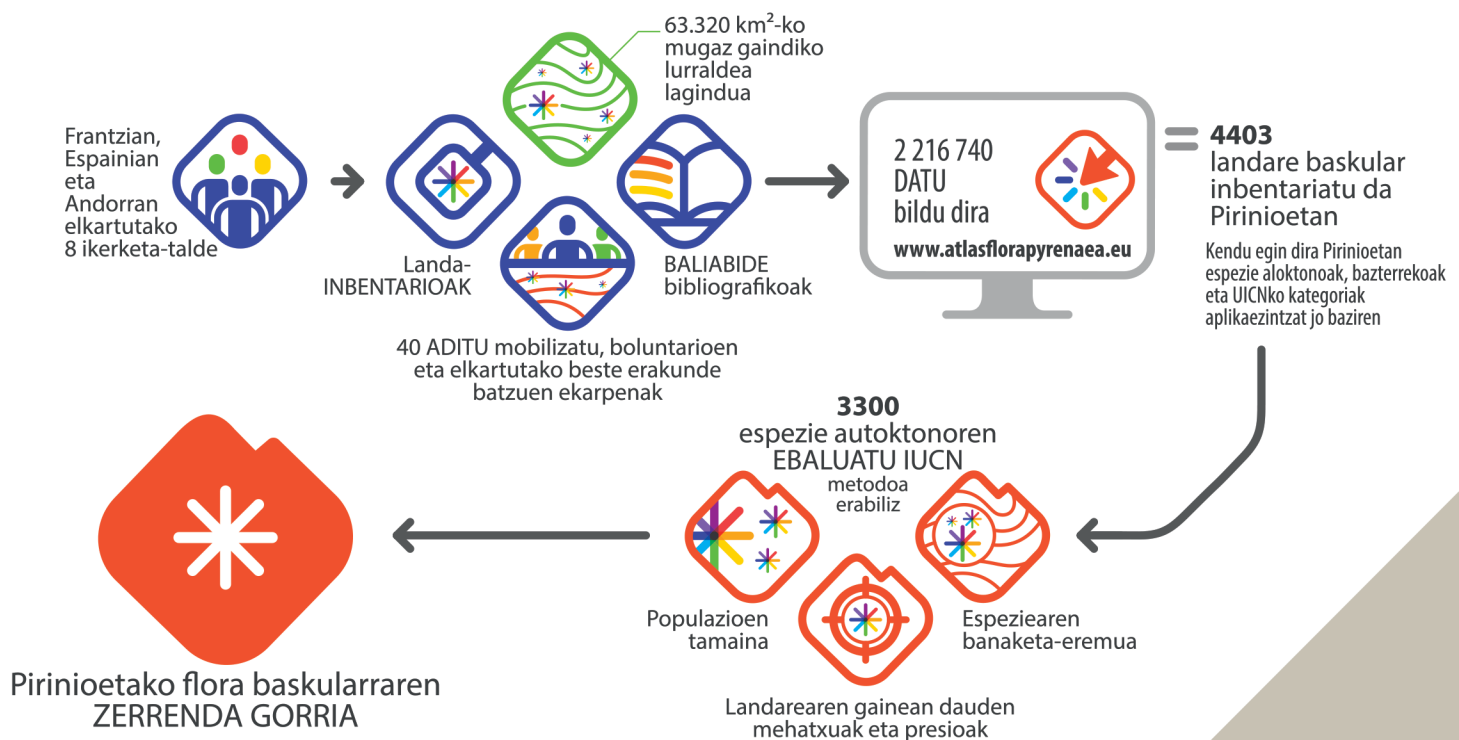 Frantzian,
Espainian
eta
Andorran
elkartutako
8 ikerketa-talde
63.320 km²-ko
mugaz gaindiko
lurraldea
lagindua
Landa-
INBENTARIOAK
BALIABIDE
bibliografikoak
40 ADITU mobilizatu, boluntarioen
eta elkartutako beste erakunde
batzuen ekarpenak
2 216 740
DATU
bildu dira
www.atlasflorapyrenaea.eu
4403
landare baskular
inbentariatu da
Pirinioetan
Kendu egin dira Pirinioetan
espezie aloktonoak, bazterrekoak
eta UICNko kategoriak
aplikaezintzat jo baziren
3300
espezie autoktonoren
EBALUATU IUCN
metodoa
erabiliz
Populazioen
tamaina
Espeziearen
banaketa-eremua
Landarearen gainean dauden
mehatxuak eta presioak
Pirinioetako flora baskularraren
ZERRENDA GORRIA